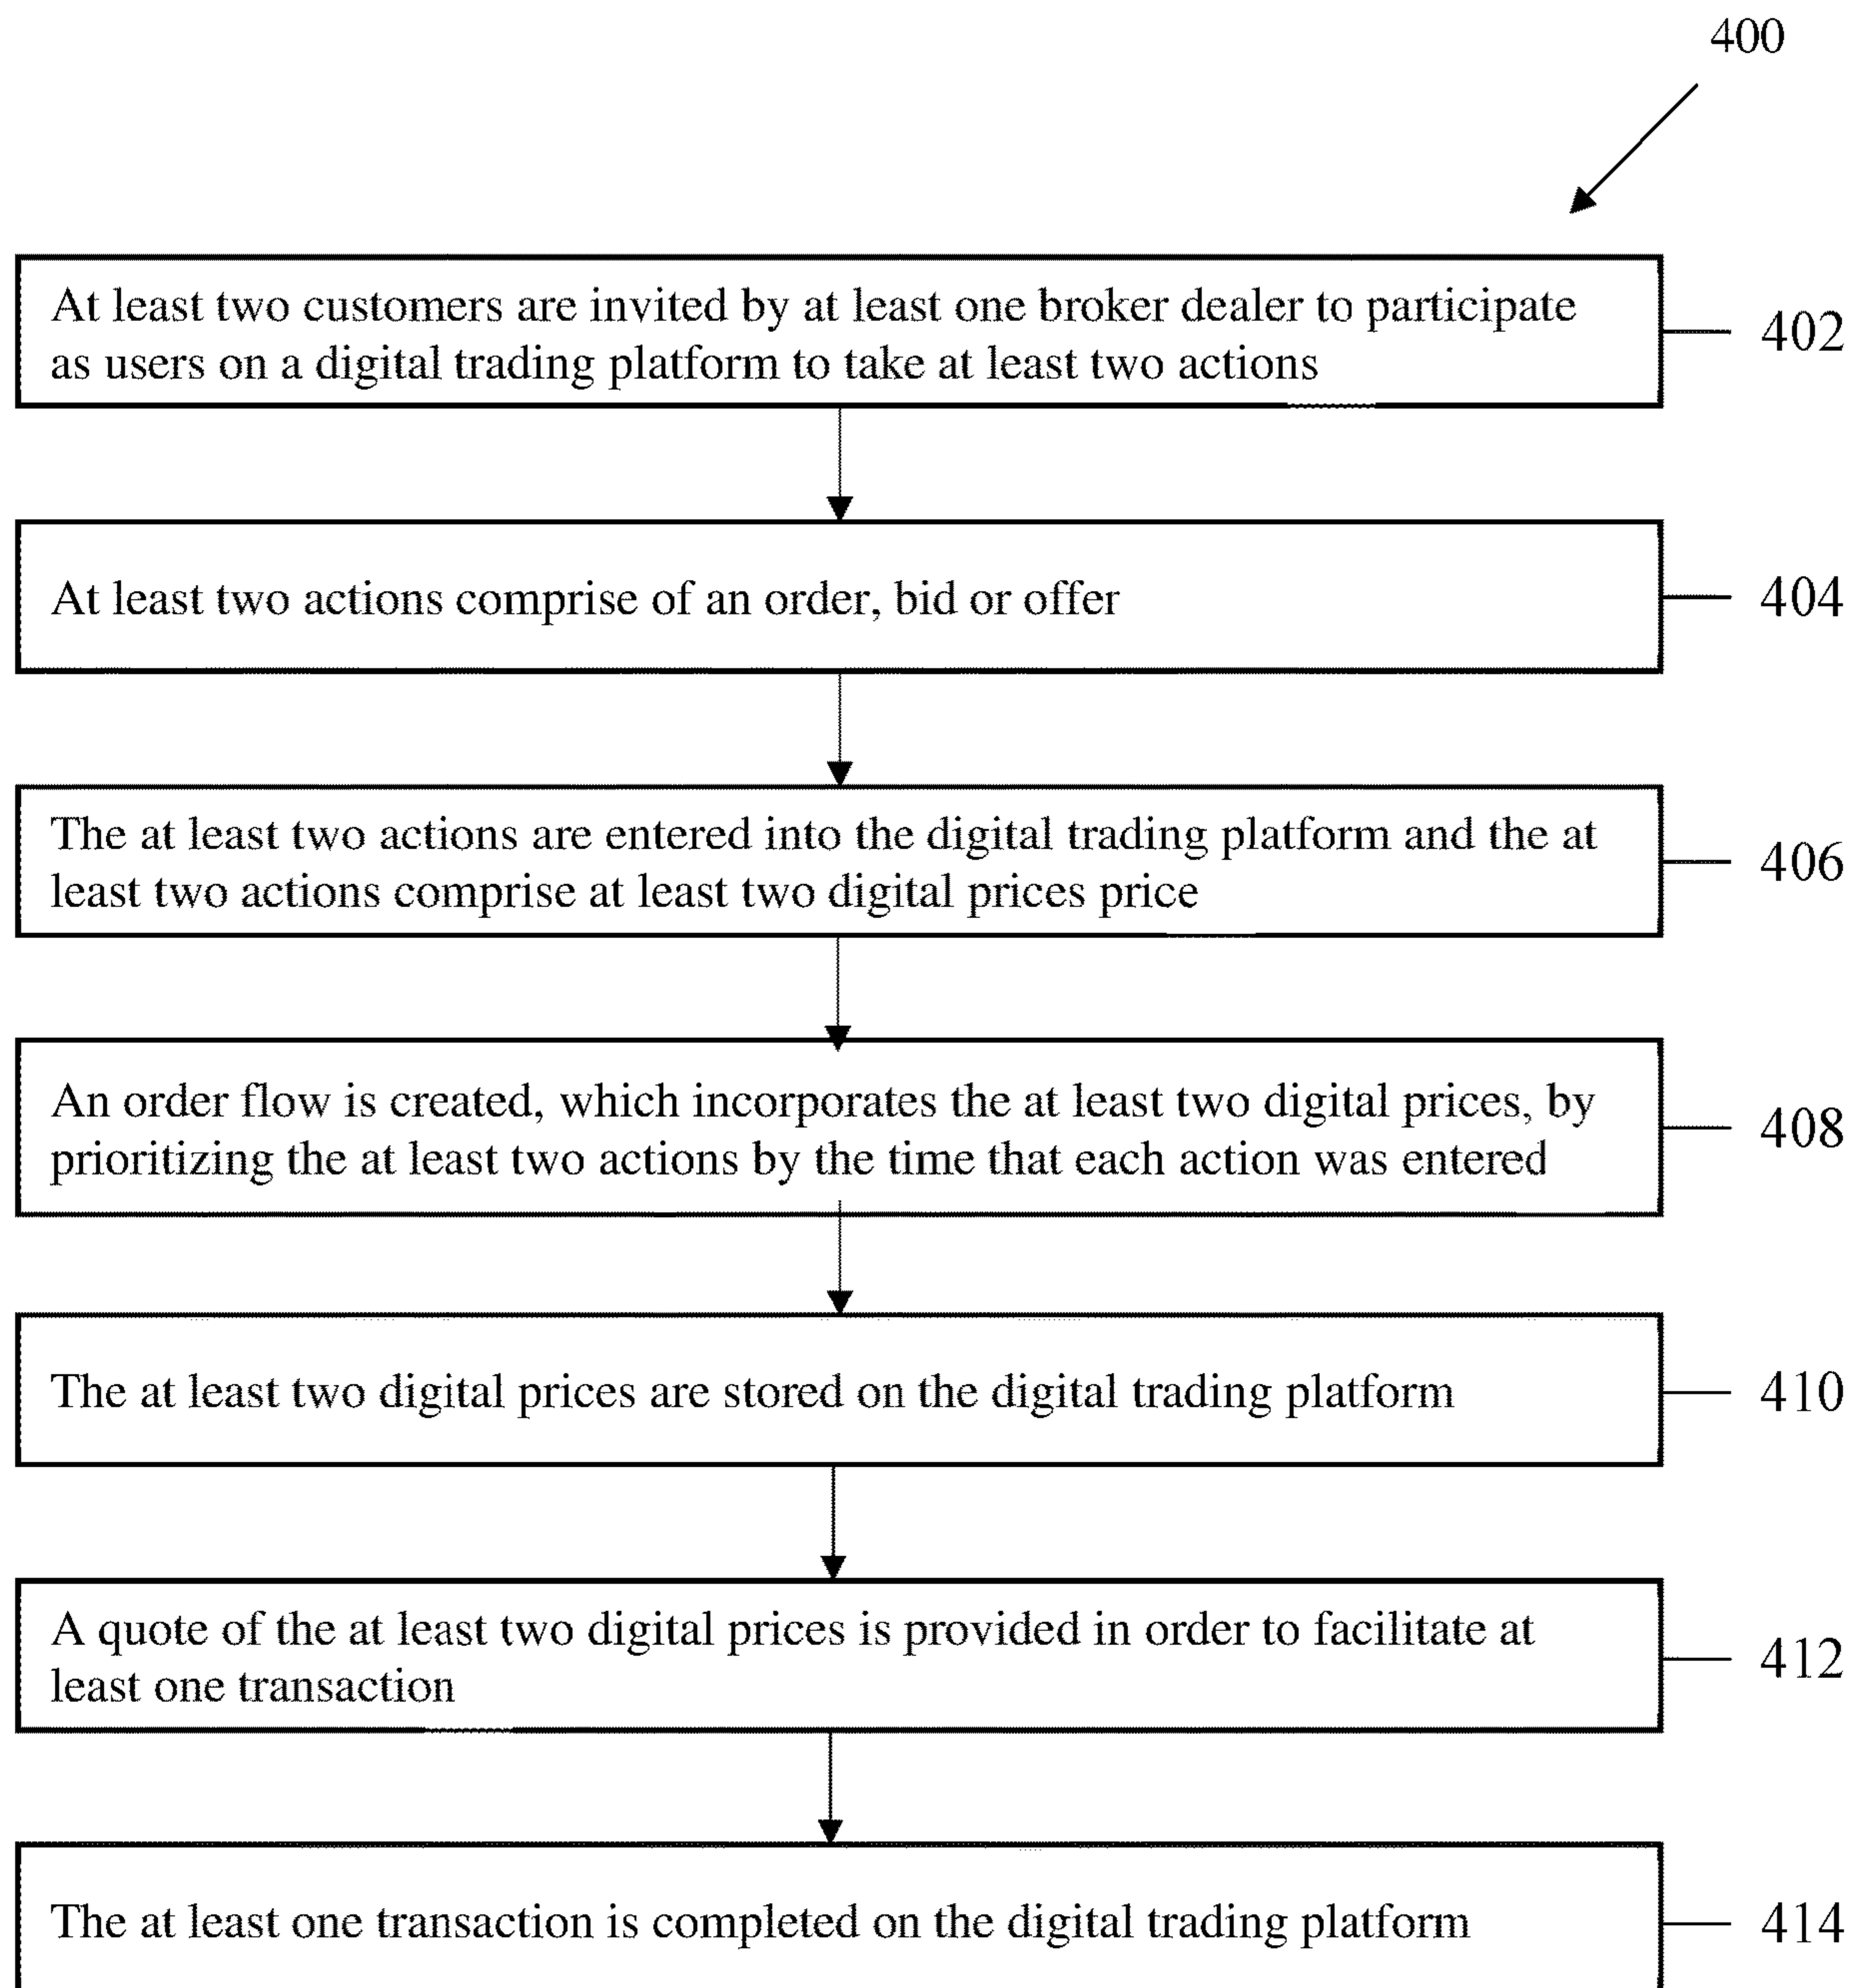 400
At least two customers are invited by at least one broker dealer to participate
as users on a digital trading platform to take at least two actions
402
At least two actions comprise of an order, bid or offer
404
The at least two actions are entered into the digital trading platform and the at
least two actions comprise at least two digital prices price
406
An order flow is created, which incorporates the at least two digital prices, by
prioritizing the at least two actions by the time that each action was entered
408
The at least two digital prices are stored on the digital trading platform
410
A quote of the at least two digital prices is provided in order to facilitate at
least one transaction
412
The at least one transaction is completed on the digital trading platform
414